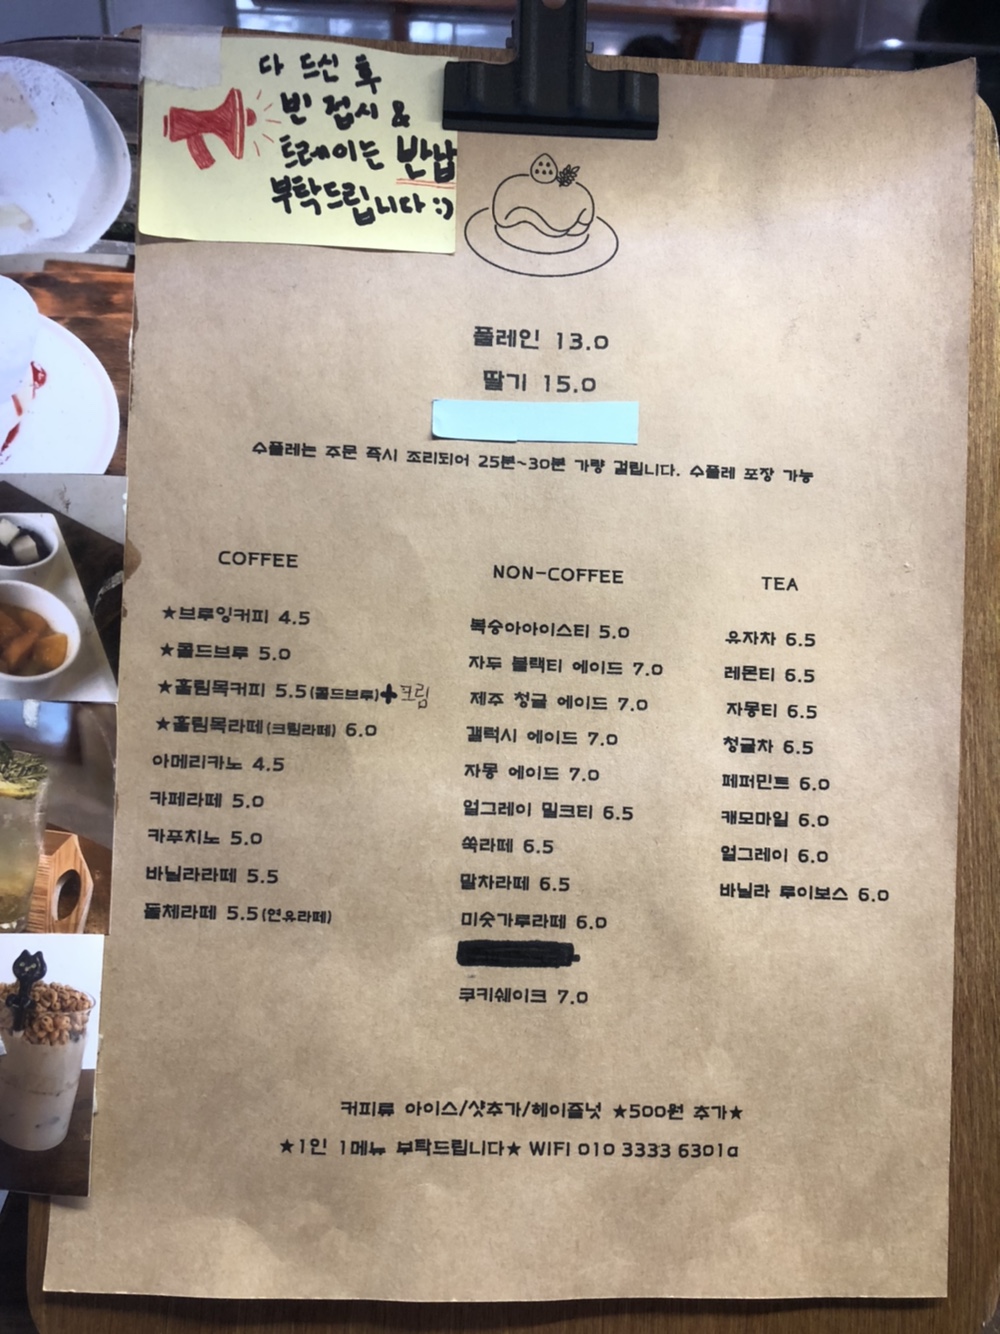 다 드신 후
빈 접시 &
트레이는 반납
부탁드립니다 :)
플레인 13.0
딸기 15.0
수플레는 주문 즉시 조리되어 25분~30분 가량 걸립니다. 수플레 포장 가능
COFFEE
★브루잉커피 4.5
★콜드브루 5.0
★홀림목커피 5.5(콜드브루)+크림
★홀림목라떼(크림라떼) 6.0
아메리카노 4.5
카페라떼 5.0
카푸치노 5.0
바닐라라떼 5.5
돌체라떼 5.5(연유라떼)
NON-COFFEE
복숭아아이스티 5.0
자두 블랙티 에이드 7.0
제주 청귤 에이드 7.0
갤럭시 에이드 7.0
자몽 에이드 7.0
얼그레이 밀크티 6.5
쑥라떼 6.5
말차라떼 6.5
미숫가루라떼 6.0
쿠키쉐이크 7.0
TEA
유자차 6.5
레몬티 6.5
자몽티 6.5
청귤차 6.5
페퍼민트 6.0
캐모마일 6.0
얼그레이 6.0
바닐라 루이보스 6.0
커피류 아이스/샷추가/헤이즐넛 ★500원 추가★
★1인 1메뉴 부탁드립니다★ WIFI 010 3333 6301a